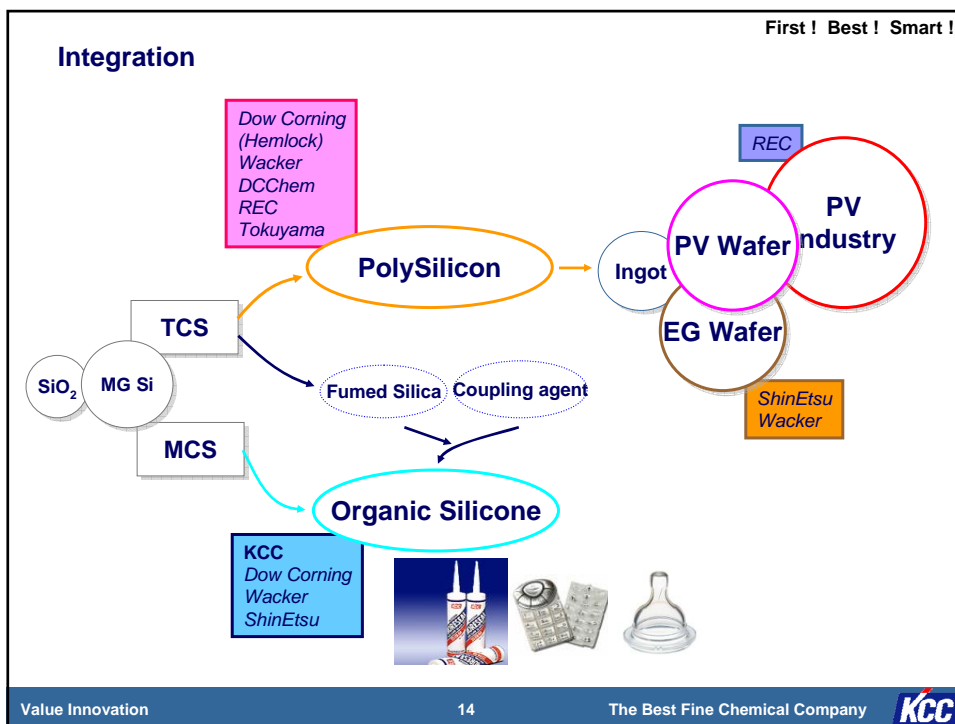 First ! Best ! Smart !
Integration
Dow Corning
(Hemlock)
Wacker
DCChem
REC
Tokuyama
REC
PV
ndustry
PV Wafer
Ingot
PolySilicon
EG Wafer
TCS
SiO₂
MG Si
Fumed Silica
Coupling agent
ShinEtsu
Wacker
MCS
Organic Silicone
KCC
Dow Corning
Wacker
ShinEtsu
Value Innovation
14
The Best Fine Chemical Company
KCC